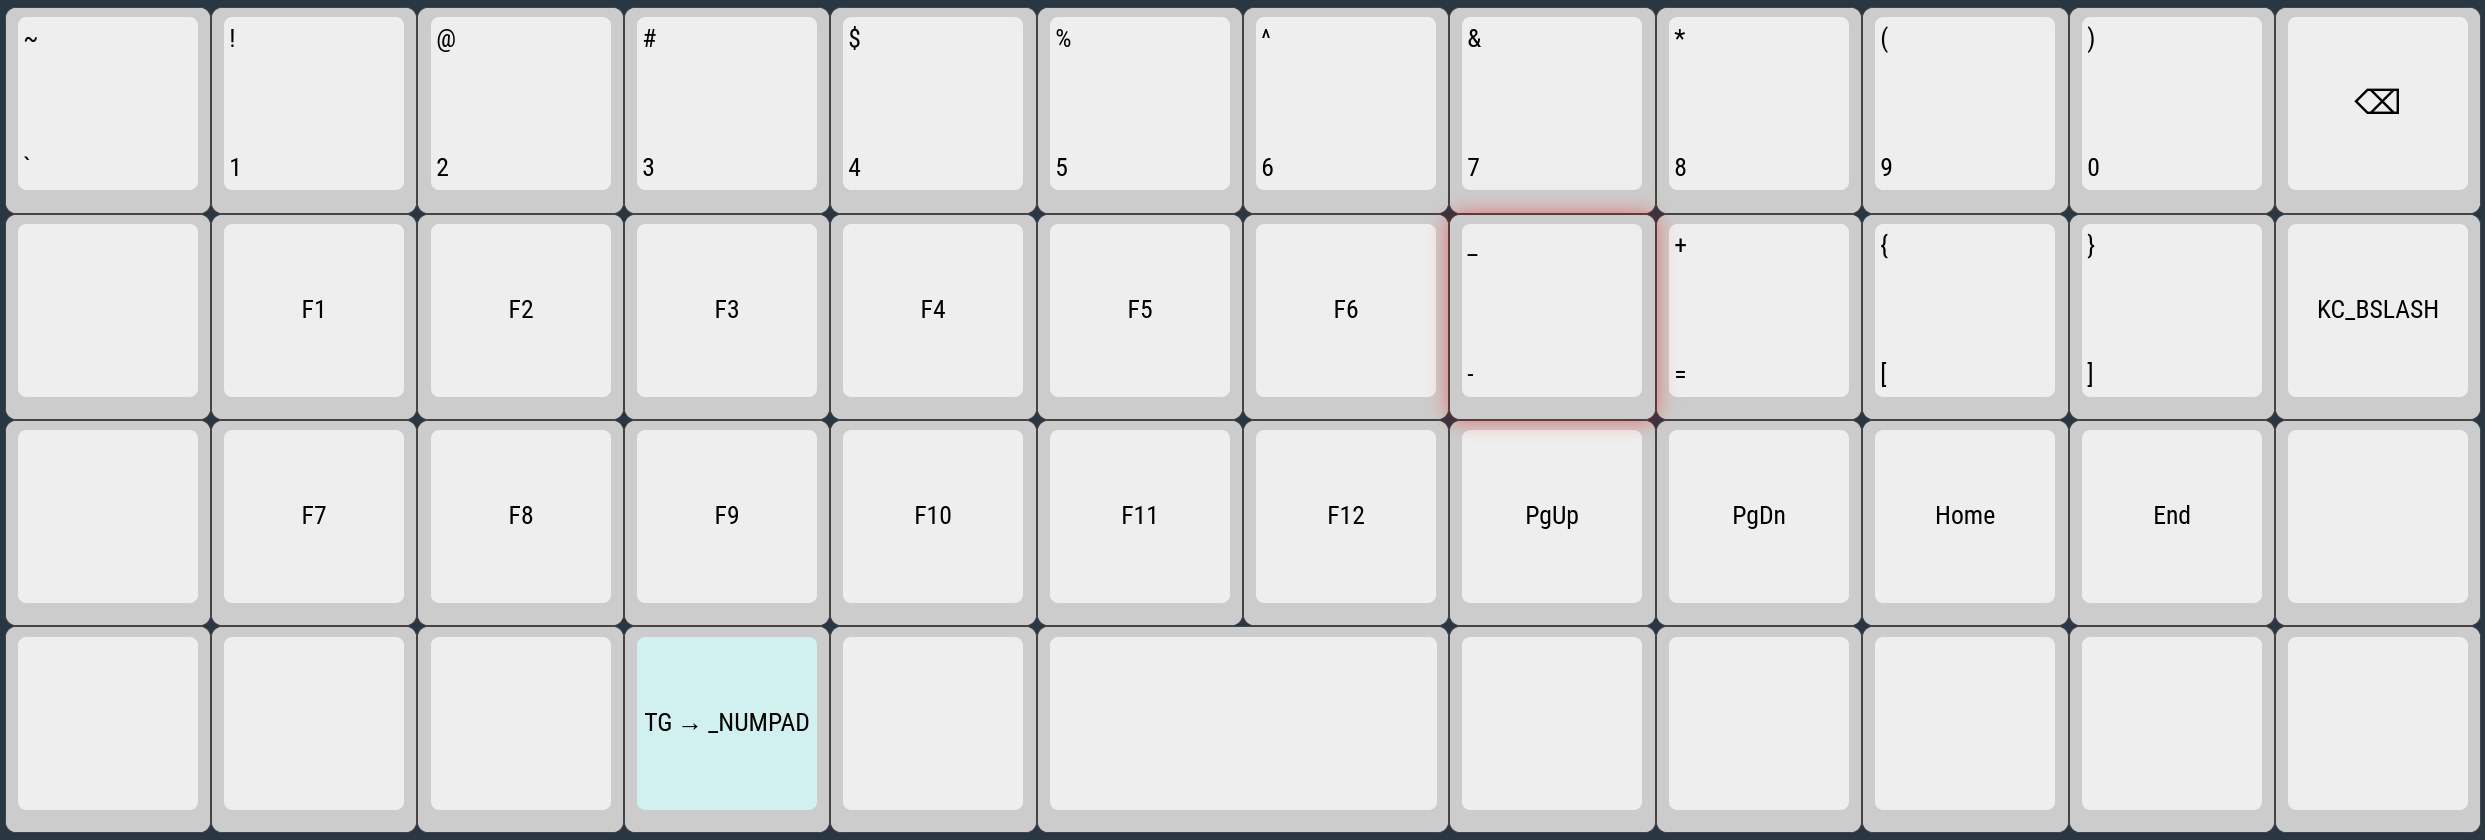 ~ ! @ # $ % ^ & * ( )
` 1 2 3 4 5 6 7 8 9 0 ⌫
_ + { }
F1 F2 F3 F4 F5 F6 KC_BSLASH
- = [ ]
F7 F8 F9 F10 F11 F12 PgUp PgDn Home End
TG → _NUMPAD